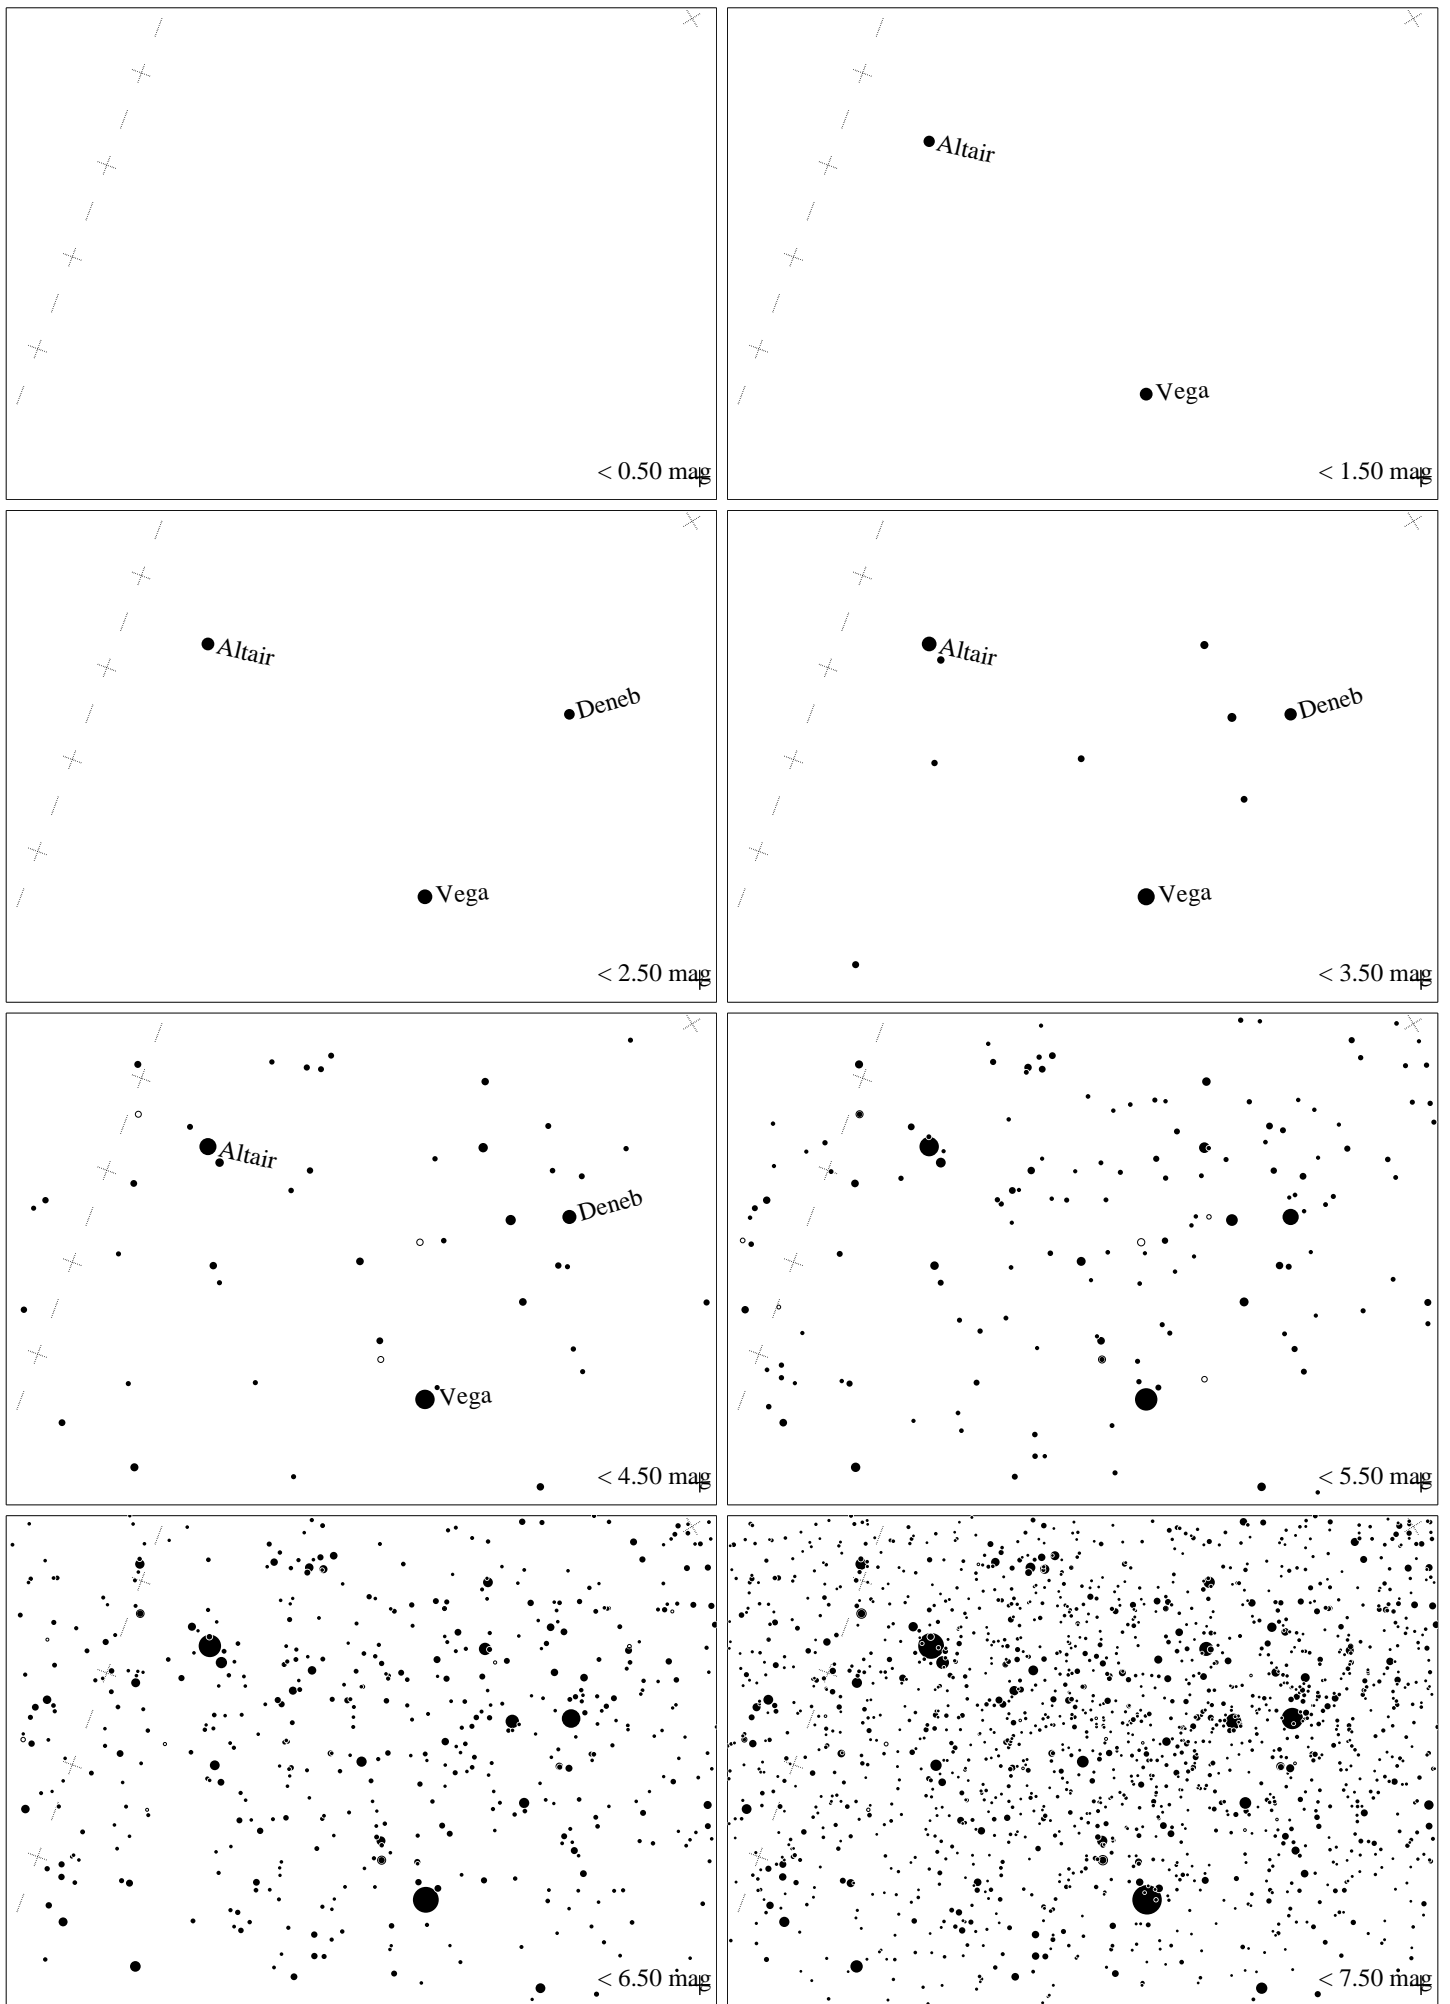 < 0.50 mag
Altair
Vega
< 1.50 mag
Altair
Deneb
Vega
< 2.50 mag
Altair
Deneb
Vega
< 3.50 mag
Altair
Deneb
Vega
< 4.50 mag
< 5.50 mag
< 6.50 mag
< 7.50 mag